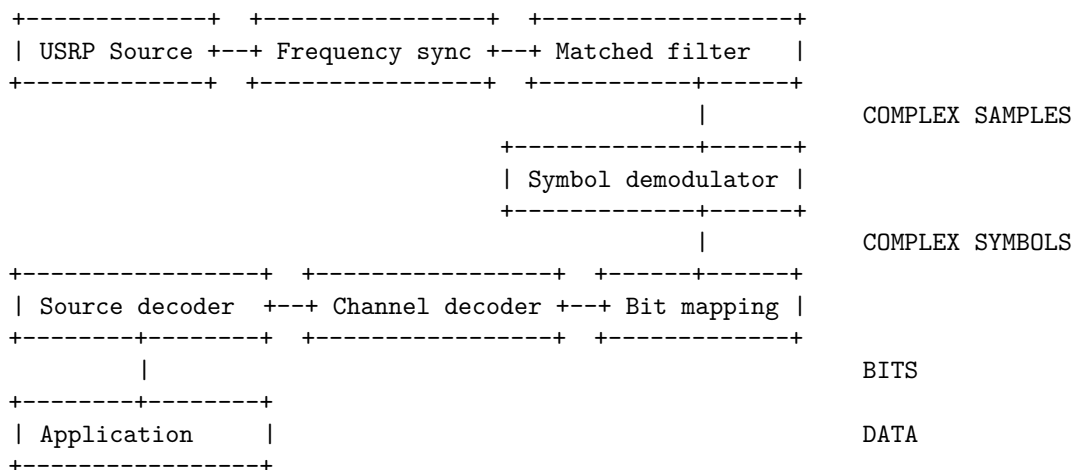 USRP Source Frequency sync Matched filter
COMPLEX SAMPLES
Symbol demodulator
COMPLEX SYMBOLS
Source decoder Channel decoder Bit mapping
BITS
Application DATA